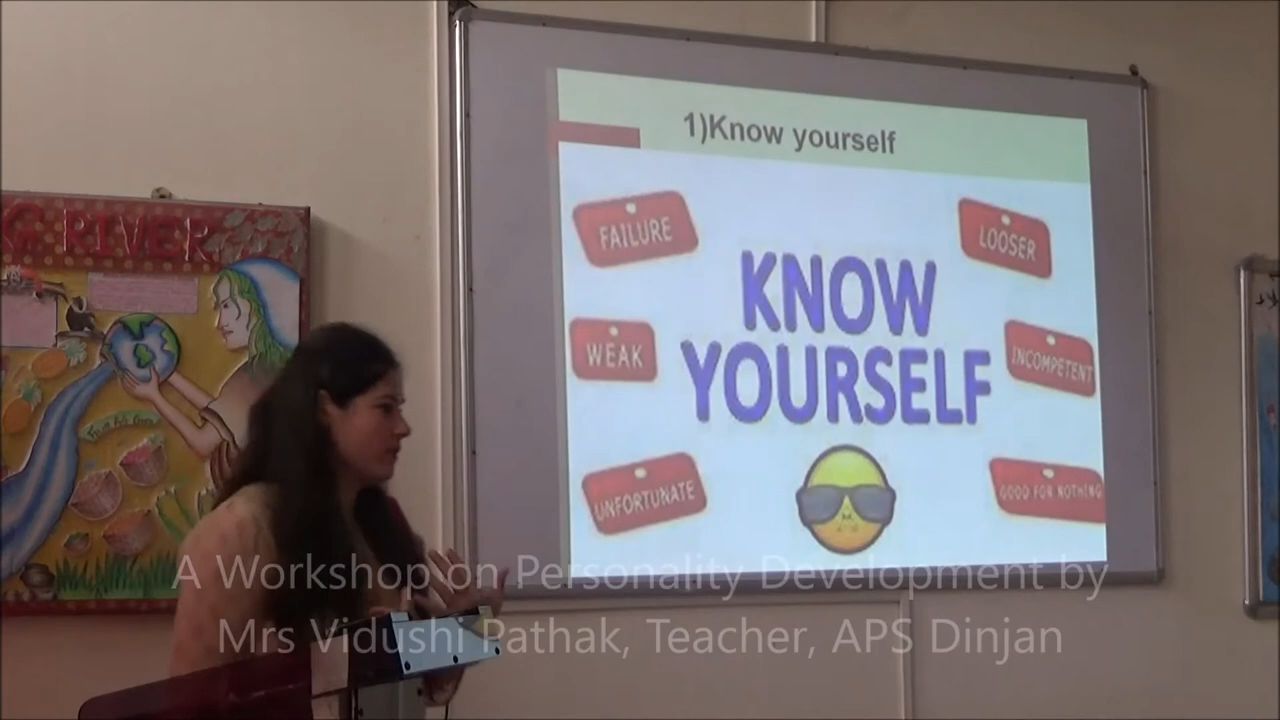 1)Know yourself
FAILURE
LOOSER
KNOW
YOURSELF
WEAK
INCOMPETENT
UNFORTUNATE
GOOD FOR NOTHING
RIVER
A Workshop on Personality Development by
Mrs Vidushi Pathak, Teacher, APS Dinjan